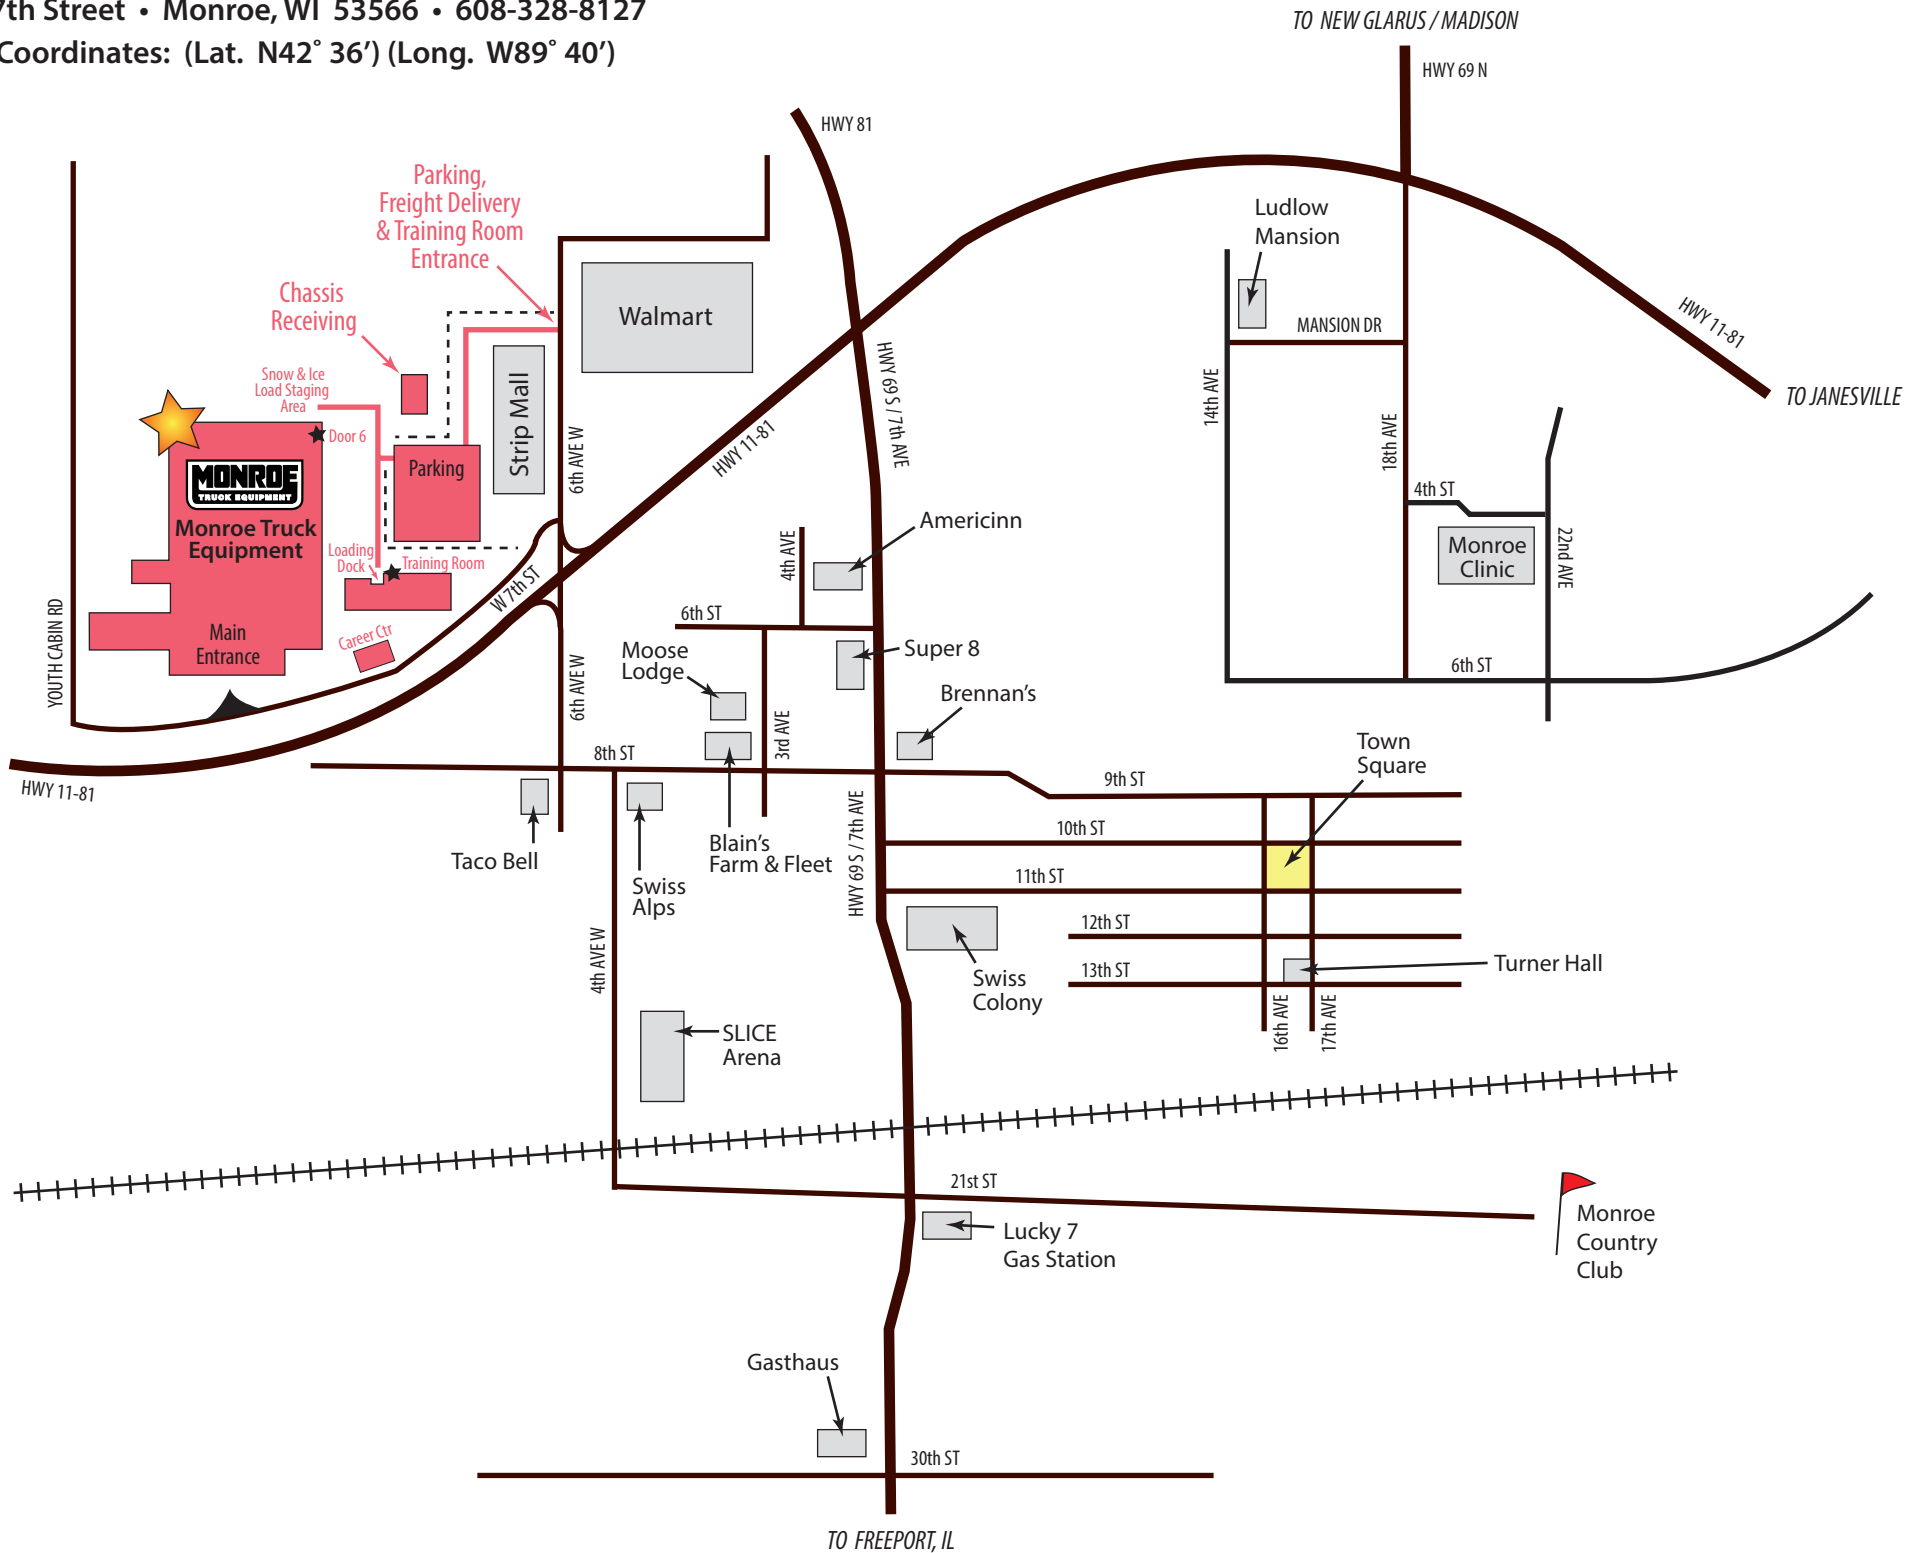 7th Street • Monroe, WI 53566 • 608-328-8127
Coordinates: (Lat. N42° 36′) (Long. W89° 40′)
TO NEW GLARUS / MADISON
HWY 69 N
HWY 81
Parking,
Freight Delivery
& Training Room
Entrance
Ludlow
Mansion
Chassis
Receiving
Walmart
MANSION DR
HWY 11-81
TO JANESVILLE
HWY 69 S / 7th AVE
Snow & Ice
Load Staging
Area
Door 6
Strip Mall
6th AVE W
HWY 11-81
14th AVE
18th AVE
MONROE
TRUCK EQUIPMENT
Parking
Monroe Truck
Equipment
4th ST
Americinn
4th AVE
Monroe
Clinic
22nd AVE
Loading
Dock
Training Room
W 7th ST
6th ST
YOUTH CABIN RD
Main
Entrance
Career Ctr
Moose
Lodge
Super 8
6th ST
6th AVE W
Brennan's
3rd AVE
8th ST
Town
Square
HWY 11-81
9th ST
HWY 69 S / 7th AVE
10th ST
Taco Bell
Blain's
Farm & Fleet
11th ST
Swiss
Alps
12th ST
4th AVE W
Turner Hall
13th ST
Swiss
Colony
16th AVE
17th AVE
SLICE
Arena
21st ST
Lucky 7
Gas Station
Monroe
Country
Club
Gasthaus
30th ST
TO FREEPORT, IL